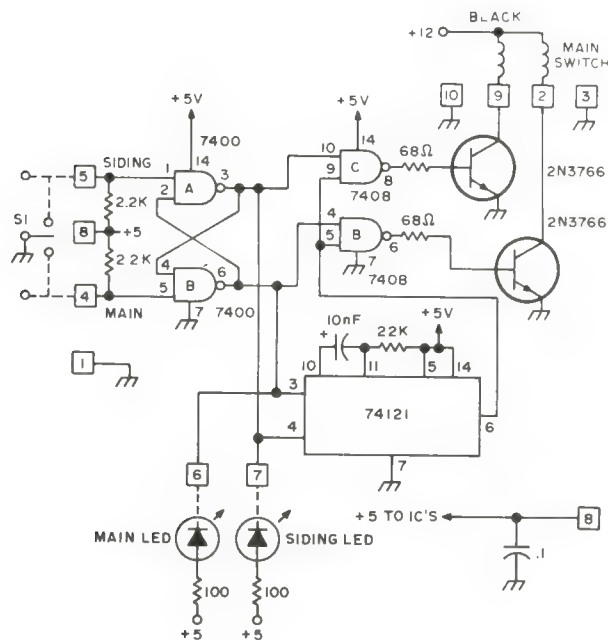 BLACK
+12
MAIN
SWITCH
10
9
2
3
+5V
7400
14
5
SIDING
1
2
A
3
2.2K
S1
8
+5
2.2K
4
5
B
6
7
7400
4
MAIN
1
+5V
14
10
9
C
8
7408
68Ω
2N3766
4
5
B
6
7
7408
68Ω
2N3766
+5V
10nF
+
22K
10
11
5
14
3
4
74121
6
7
6
7
MAIN LED
SIDING LED
100
100
+5
+5
+5 TO IC'S
8
.1